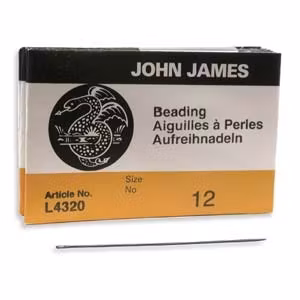 JOHN JAMES
Beading
Aiguilles à Perles
Aufreihnadeln
Size
No
12
Article No.
L4320